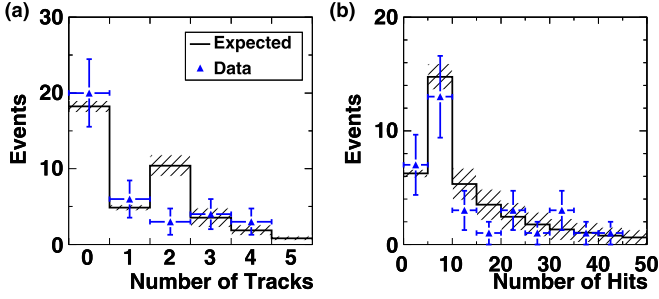 (a)
30
20
10
0
Events
0 1 2 3 4 5
Number of Tracks
Expected
Data
(b)
20
10
0
Events
0 10 20 30 40 50
Number of Hits